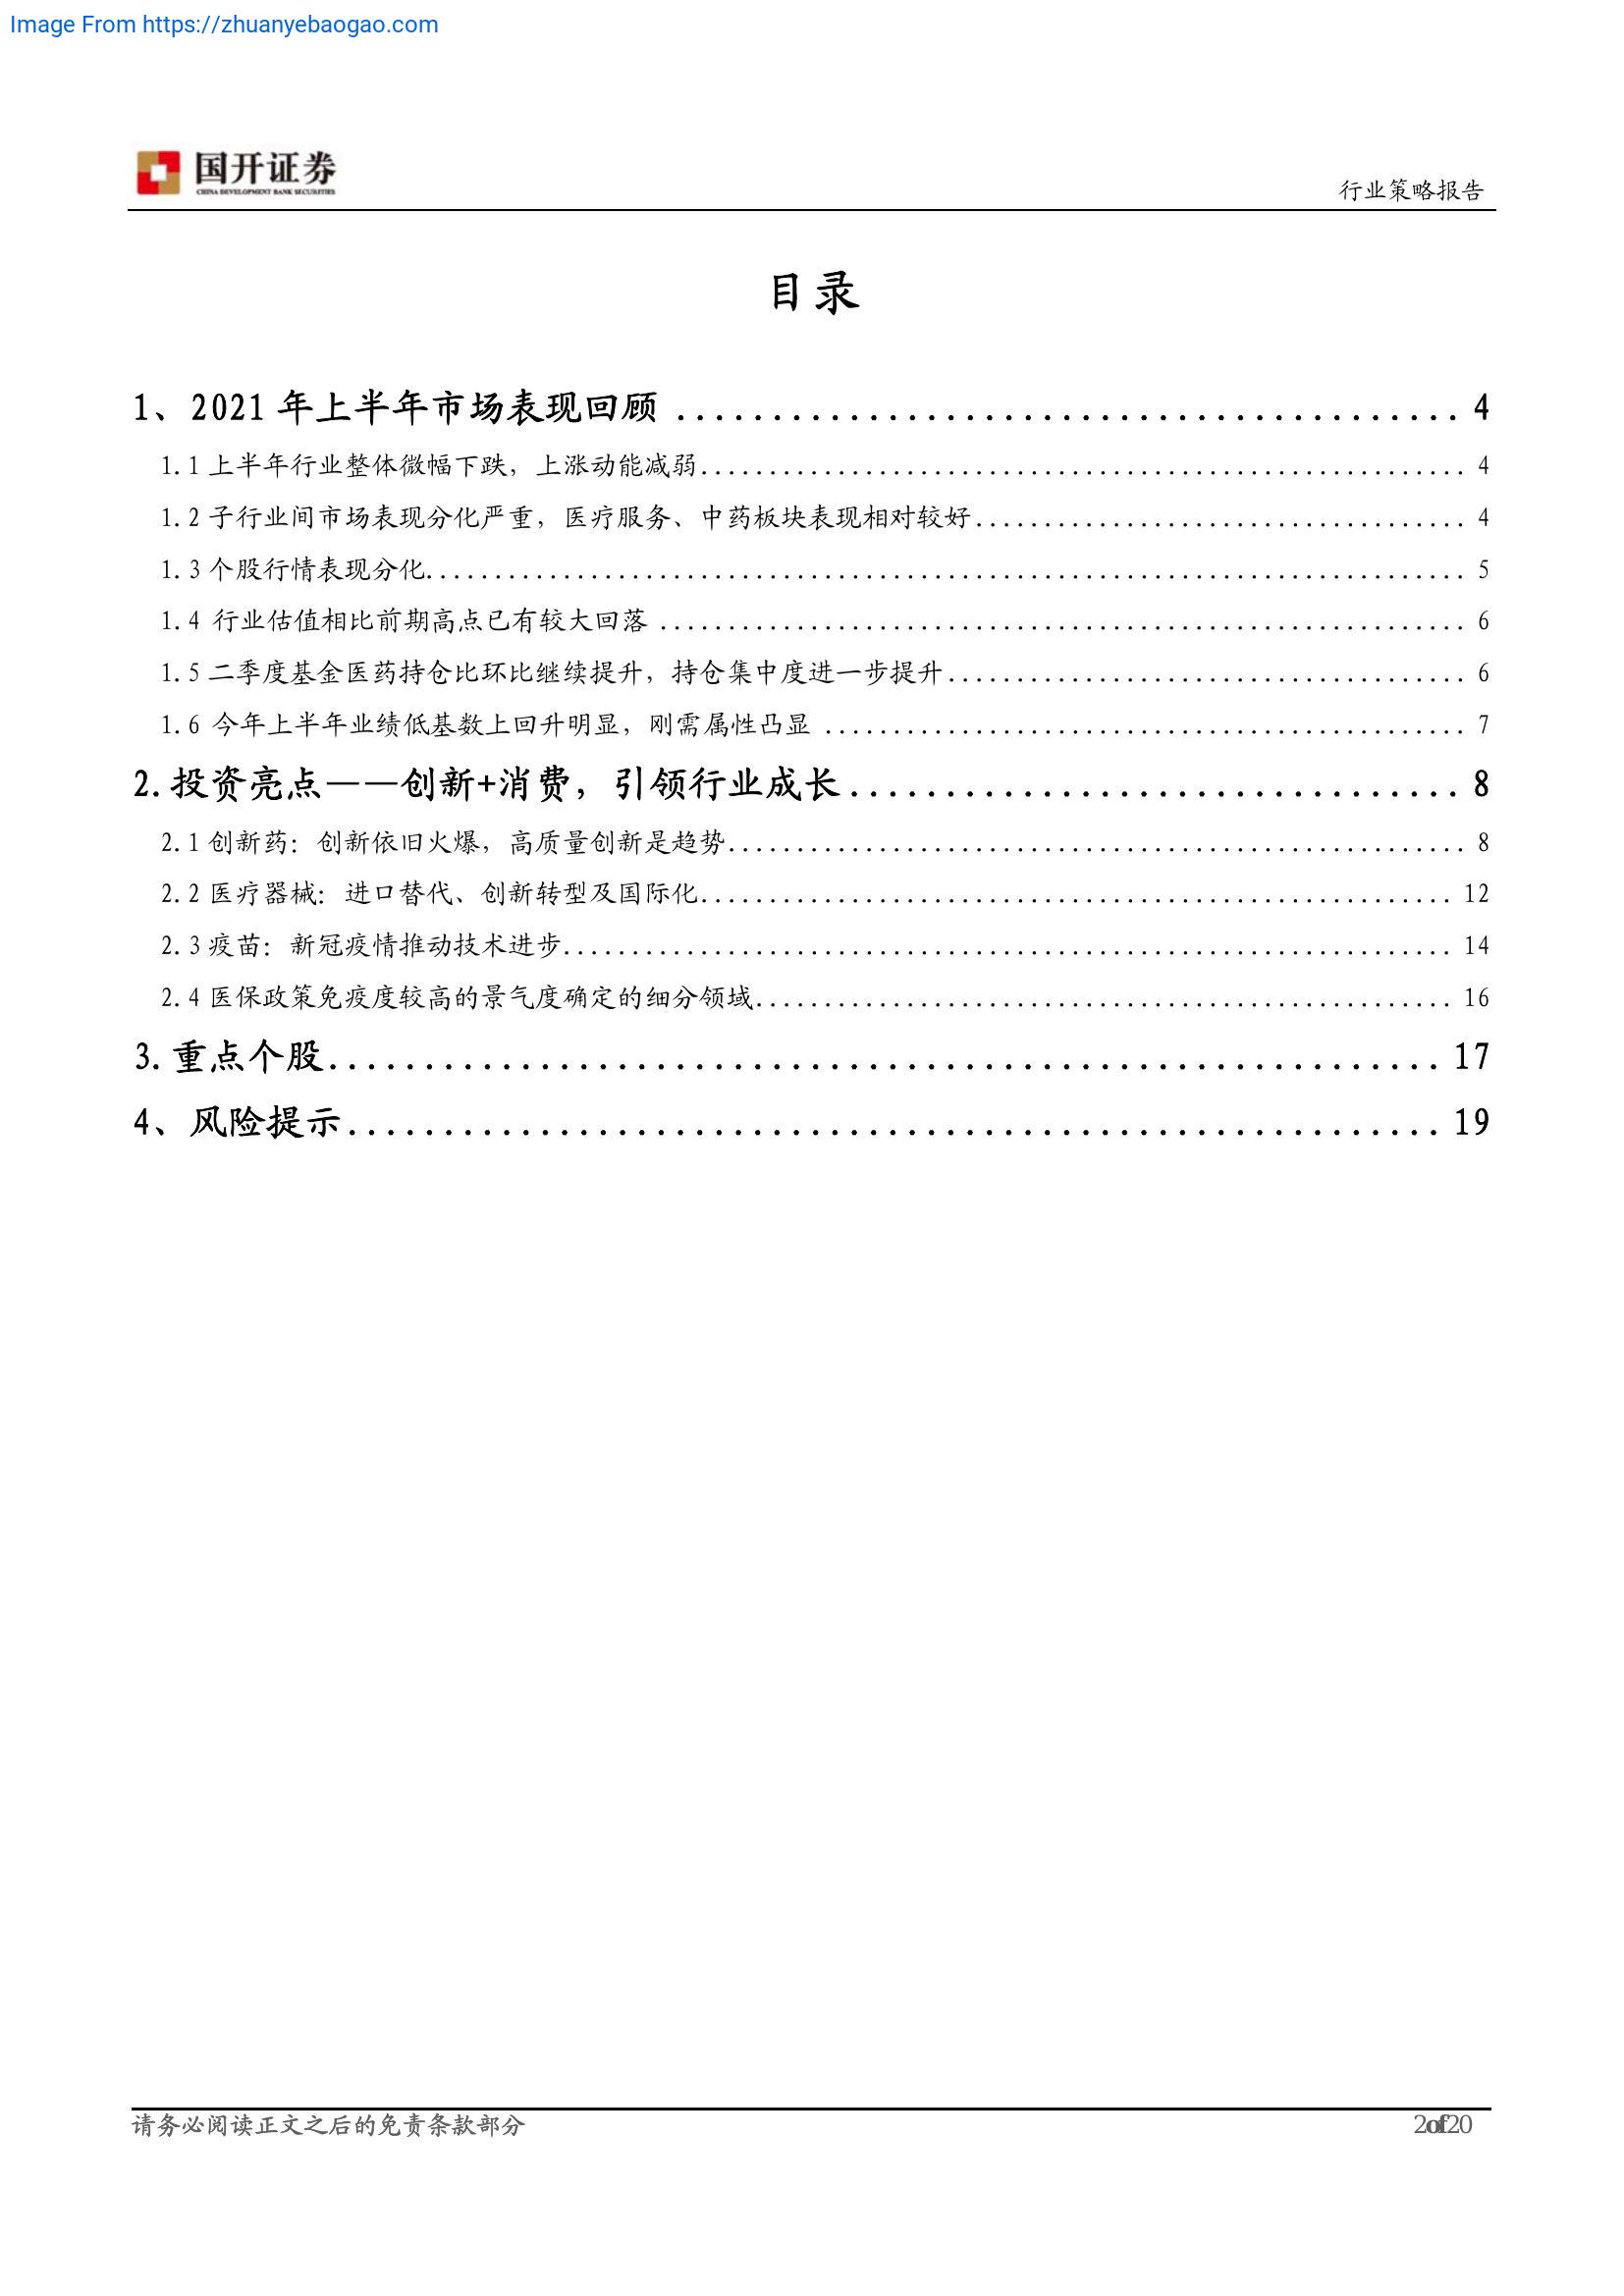 Image From https://zhuanyebaogao.com
国开证券
CHINA DEVELOPMENT BANK SECURITIES
行业策略报告
目录
1、2021 年上半年市场表现回顾 ........................................ 4
1.1 上半年行业整体微幅下跌，上涨动能减弱........................................ 4
1.2 子行业间市场表现分化严重，医疗服务、中药板块表现相对较好........................................ 4
1.3 个股行情表现分化........................................ 5
1.4 行业估值相比前期高点已有较大回落 ........................................ 6
1.5 二季度基金医药持仓比环比继续提升，持仓集中度进一步提升........................................ 6
1.6 今年上半年业绩低基数上回升明显，刚需属性凸显 ........................................ 7
2.投资亮点——创新+消费，引领行业成长........................................ 8
2.1 创新药：创新依旧火爆，高质量创新是趋势........................................ 8
2.2 医疗器械：进口替代、创新转型及国际化........................................ 12
2.3 疫苗：新冠疫情推动技术进步........................................ 14
2.4 医保政策免疫度较高的景气度确定的细分领域........................................ 16
3.重点个股........................................ 17
4、风险提示........................................ 19
请务必阅读正文之后的免责条款部分
2of20